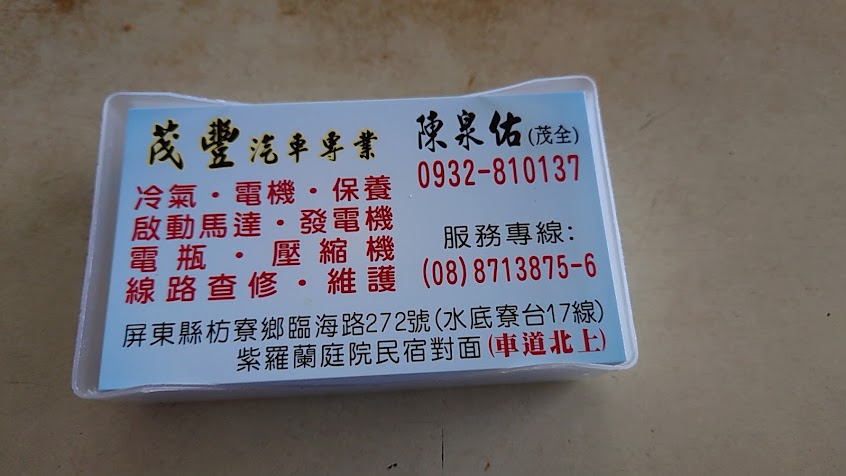 茂豐汽車專業
陳泉佑(茂全)
0932-810137
冷氣·電機·保養
啟動馬達·發電機
電瓶·壓縮機
線路查修·維護
服務專線:
(08)8713875-6
屏東縣枋寮鄉臨海路272號(水底寮台17線)
紫羅蘭庭院民宿對面(車道北上)